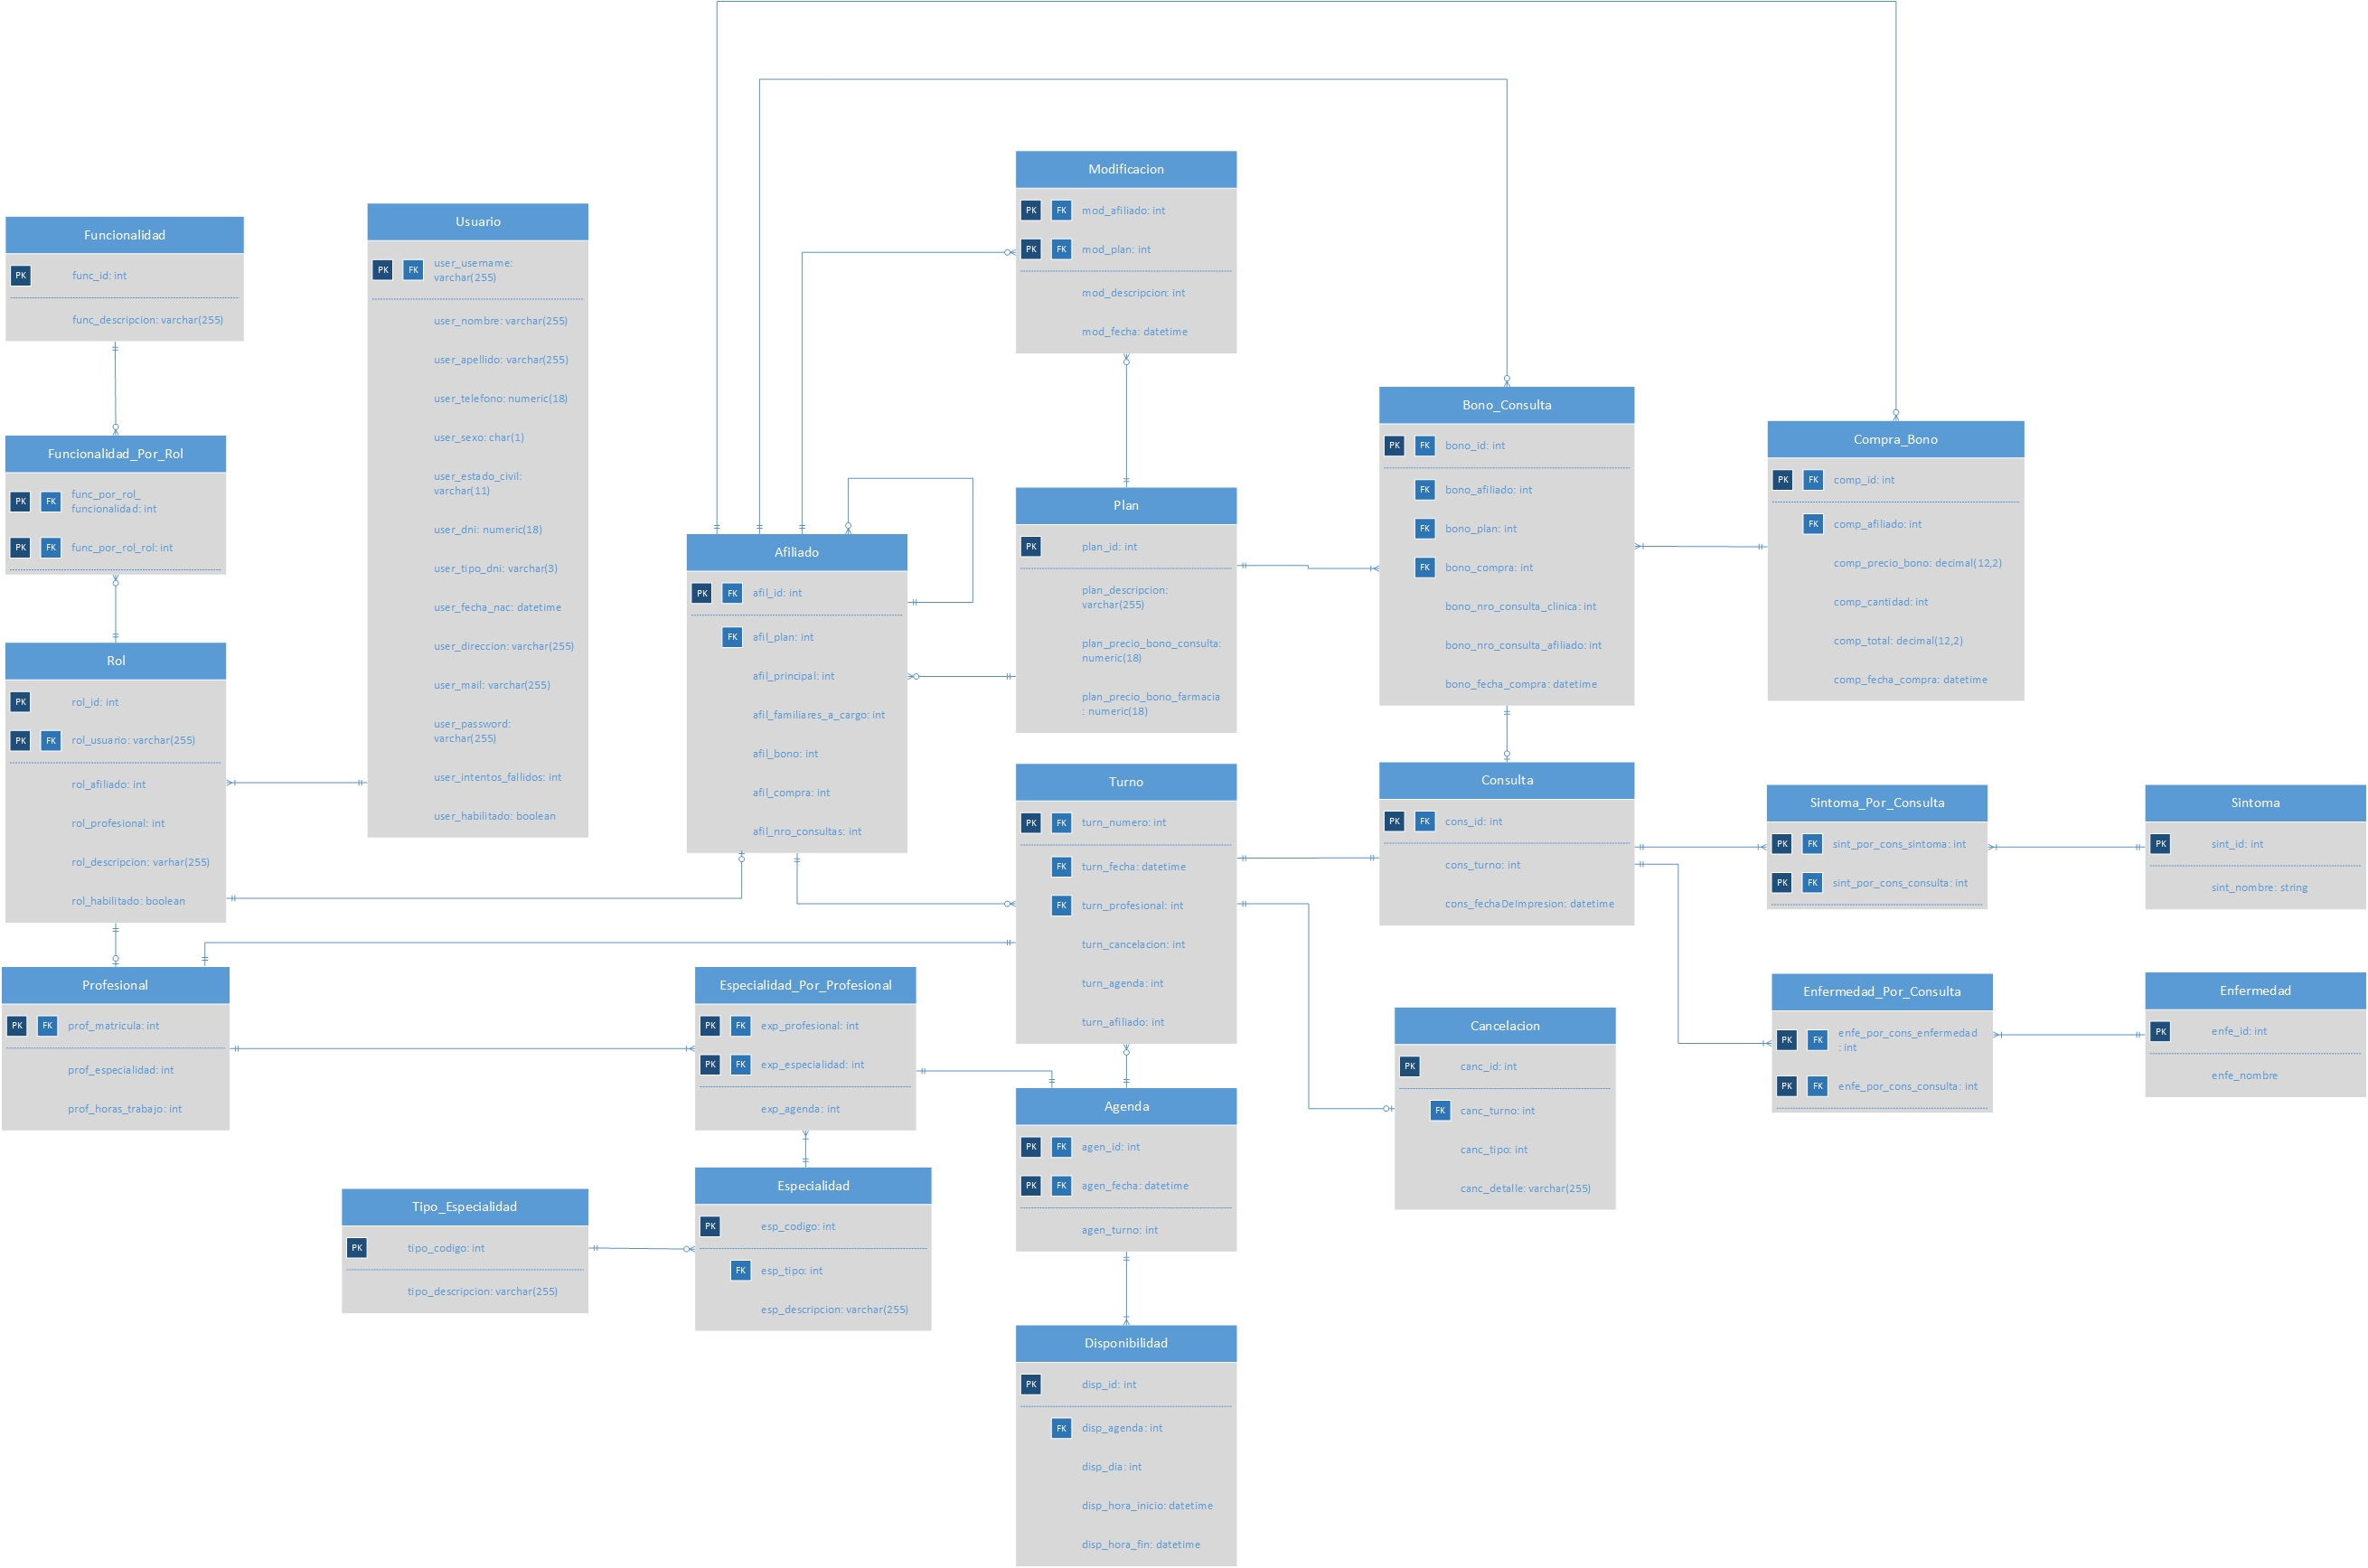 Modificacion
PK FK mod_afiliado: int
PK FK mod_plan: int
mod_descripcion: int
mod_fecha: datetime
Usuario
PK FK user_username:
varchar(255)
user_nombre: varchar(255)
user_apellido: varchar(255)
user_telefono: numeric(18)
user_sexo: char(1)
user_estado_civil:
varchar(11)
user_dni: numeric(18)
user_tipo_dni: varchar(3)
user_fecha_nac: datetime
user_direccion: varchar(255)
user_mail: varchar(255)
user_password:
varchar(255)
user_intentos_fallidos: int
user_habilitado: boolean
Funcionalidad
PK func_id: int
func_descripcion: varchar(255)
Funcionalidad_Por_Rol
PK FK func_por_rol_
funcionalidad: int
PK FK func_por_rol_rol: int
Rol
PK rol_id: int
PK FK rol_usuario: varchar(255)
rol_afiliado: int
rol_profesional: int
rol_descripcion: varhar(255)
rol_habilitado: boolean
Afiliado
PK FK afil_id: int
FK afil_plan: int
afil_principal: int
afil_familiares_a_cargo: int
afil_bono: int
afil_compra: int
afil_nro_consultas: int
Plan
PK plan_id: int
plan_descripcion:
varchar(255)
plan_precio_bono_consulta:
numeric(18)
plan_precio_bono_farmacia
: numeric(18)
Bono_Consulta
PK FK bono_id: int
FK bono_afiliado: int
FK bono_plan: int
FK bono_compra: int
bono_nro_consulta_clinica: int
bono_nro_consulta_afiliado: int
bono_fecha_compra: datetime
Compra_Bono
PK FK comp_id: int
FK comp_afiliado: int
comp_precio_bono: decimal(12,2)
comp_cantidad: int
comp_total: decimal(12,2)
comp_fecha_compra: datetime
Turno
PK FK turn_numero: int
FK turn_fecha: datetime
FK turn_profesional: int
turn_cancelacion: int
turn_agenda: int
turn_afiliado: int
Consulta
PK FK cons_id: int
cons_turno: int
cons_fechaDeImpresion: datetime
Sintoma_Por_Consulta
PK FK sint_por_cons_sintoma: int
PK FK sint_por_cons_consulta: int
Sintoma
PK sint_id: int
sint_nombre: string
Profesional
PK FK prof_matricula: int
prof_especialidad: int
prof_horas_trabajo: int
Especialidad_Por_Profesional
PK FK exp_profesional: int
PK FK exp_especialidad: int
exp_agenda: int
Enfermedad_Por_Consulta
PK FK enfe_por_cons_enfermedad
: int
PK FK enfe_por_cons_consulta: int
Enfermedad
PK enfe_id: int
enfe_nombre
Cancelacion
PK canc_id: int
FK canc_turno: int
canc_tipo: int
canc_detalle: varchar(255)
Agenda
PK FK agen_id: int
PK FK agen_fecha: datetime
agen_turno: int
Tipo_Especialidad
PK tipo_codigo: int
tipo_descripcion: varchar(255)
Especialidad
PK esp_codigo: int
FK esp_tipo: int
esp_descripcion: varchar(255)
Disponibilidad
PK disp_id: int
FK disp_agenda: int
disp_dia: int
disp_hora_inicio: datetime
disp_hora_fin: datetime